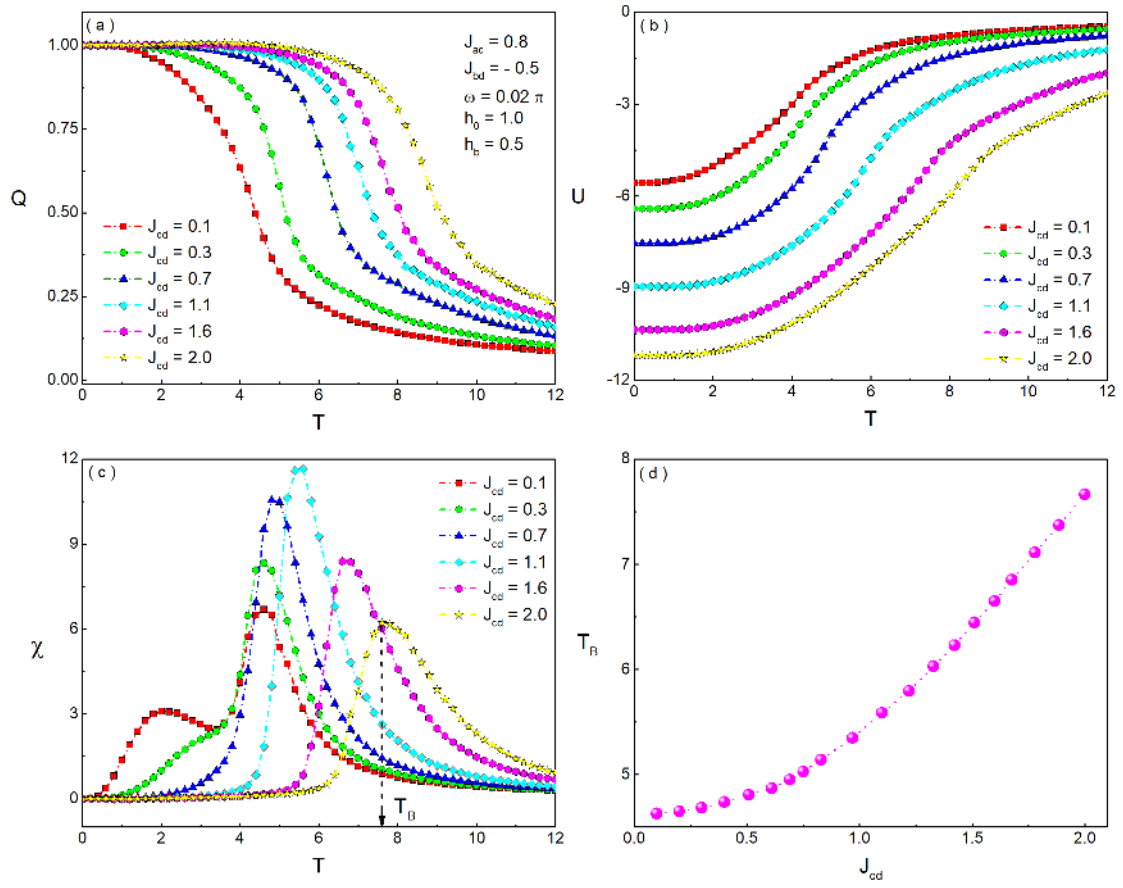 ( a )
J_ac = 0.8
J_bd = - 0.5
ω = 0.02 π
h_0 = 1.0
h_b = 0.5
1.00
0.75
0.50
0.25
0.00
Q
J_cd = 0.1
J_cd = 0.3
J_cd = 0.7
J_cd = 1.1
J_cd = 1.6
J_cd = 2.0
0 2 4 6 8 10 12
T
( b )
0
-3
-6
-9
-12
U
J_cd = 0.1
J_cd = 0.3
J_cd = 0.7
J_cd = 1.1
J_cd = 1.6
J_cd = 2.0
0 2 4 6 8 10 12
T
( c )
12
9
6
3
0
χ
J_cd = 0.1
J_cd = 0.3
J_cd = 0.7
J_cd = 1.1
J_cd = 1.6
J_cd = 2.0
T_B
0 2 4 6 8 10 12
T
( d )
8
7
6
5
T_B
0.0 0.5 1.0 1.5 2.0
J_cd